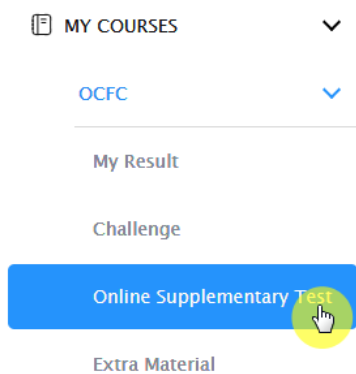 MY COURSES
OCFC
My Result
Challenge
Online Supplementary Test
Extra Material